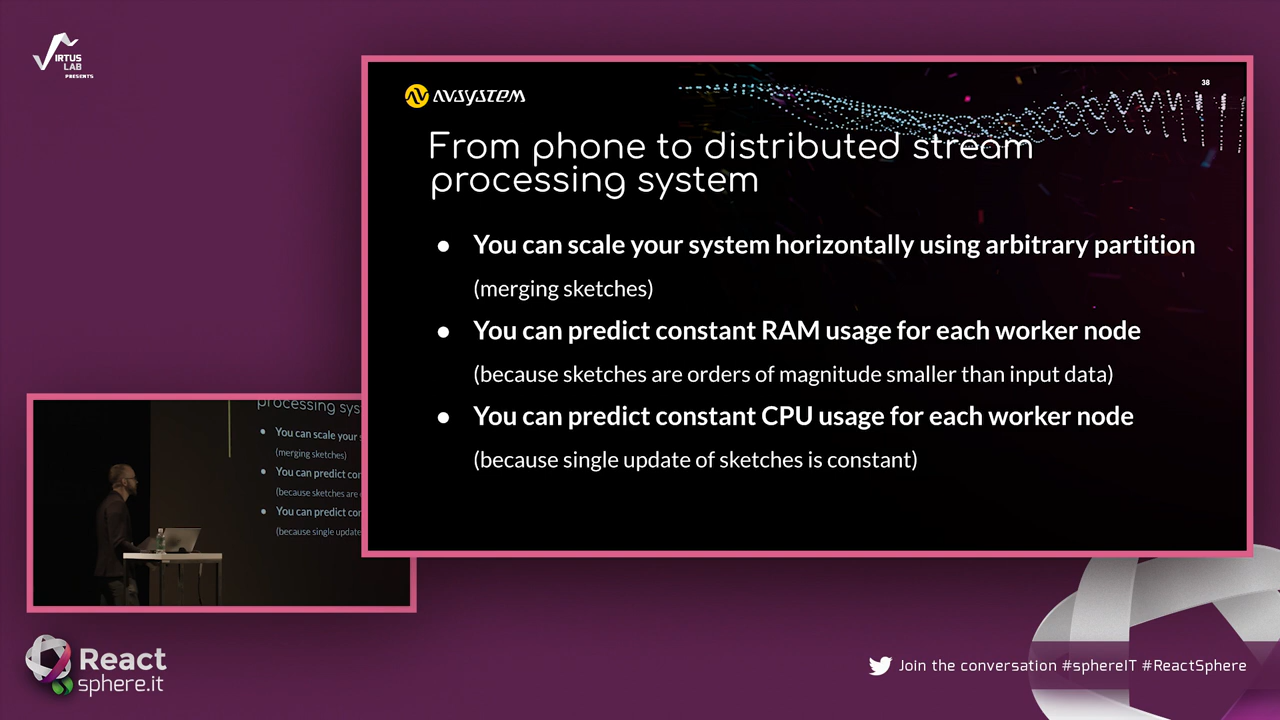 VIRTUS
LAB
PRESENTS
AVSYSTEM
38
From phone to distributed stream
processing system
● You can scale your system horizontally using arbitrary partition
(merging sketches)
● You can predict constant RAM usage for each worker node
(because sketches are orders of magnitude smaller than input data)
● You can predict constant CPU usage for each worker node
(because single update of sketches is constant)
processing sys
● You can scale your
(merging sketches)
● You can predict con
(because sketches are
● You can predict con
(because single update
React
sphere.it
Join the conversation #sphereIT #ReactSphere